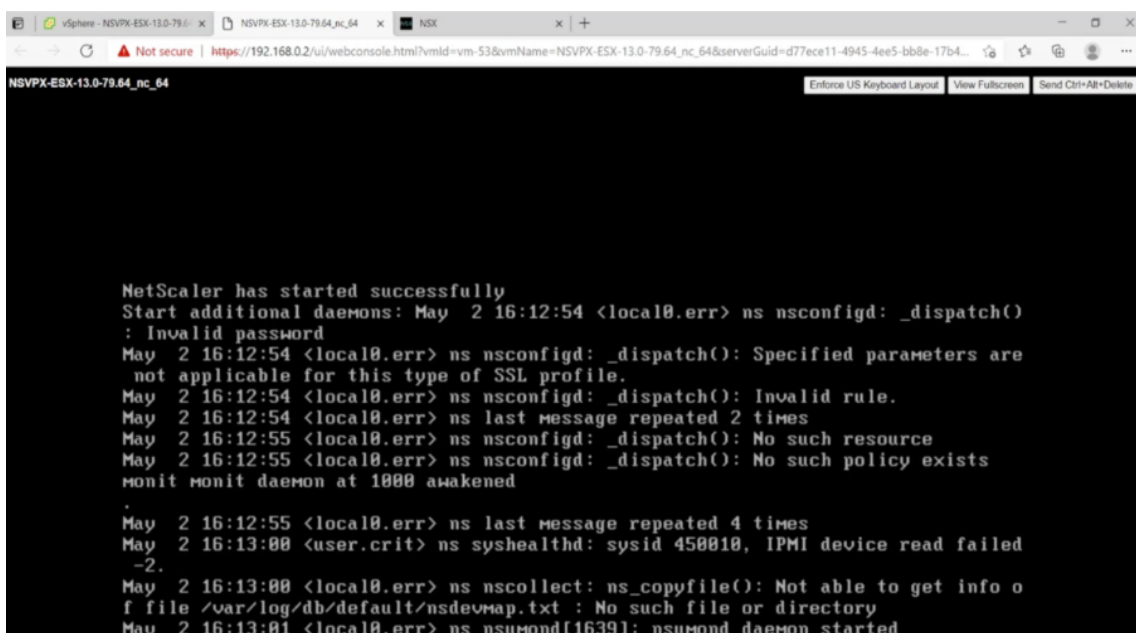 vSphere - NSVPX-ESX-13.0-79.6
NSVPX-ESX-13.0-79.64_nc_64
NSX
Not secure | https://192.168.0.2/ui/webconsole.html?vmId=vm-53&vmName=NSVPX-ESX-13.0-79.64_nc_64&serverGuid=d77ece11-4945-4ee5-bb8e-17b4...
NSVPX-ESX-13.0-79.64_nc_64
Enforce US Keyboard Layout
View Fullscreen
Send Ctrl+Alt+Delete
NetScaler has started successfully
Start additional daemons: May  2 16:12:54 <local0.err> ns nsconfigd: _dispatch()
: Invalid password
May  2 16:12:54 <local0.err> ns nsconfigd: _dispatch(): Specified parameters are
 not applicable for this type of SSL profile.
May  2 16:12:54 <local0.err> ns nsconfigd: _dispatch(): Invalid rule.
May  2 16:12:54 <local0.err> ns last message repeated 2 times
May  2 16:12:55 <local0.err> ns nsconfigd: _dispatch(): No such resource
May  2 16:12:55 <local0.err> ns nsconfigd: _dispatch(): No such policy exists
monit monit daemon at 1000 awakened
.
May  2 16:12:55 <local0.err> ns last message repeated 4 times
May  2 16:13:00 <user.crit> ns syshealthd: sysid 450010, IPMI device read failed
 -2.
May  2 16:13:00 <local0.err> ns nscollect: ns_copyfile(): Not able to get info o
f file /var/log/db/default/nsdevmap.txt : No such file or directory
May  2 16:13:01 <local0.err> ns nsumond[1639]: nsumond daemon started